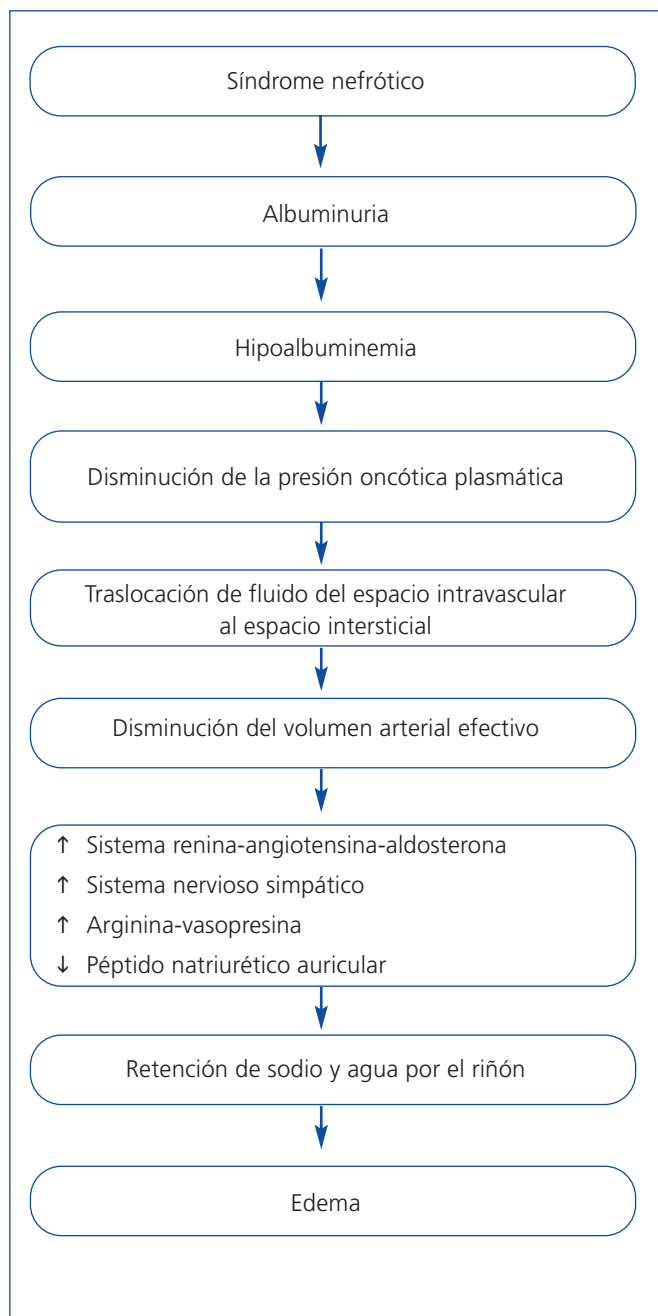 Síndrome nefrótico
Albuminuria
Hipoalbuminemia
Disminución de la presión oncótica plasmática
Traslocación de fluido del espacio intravascular
al espacio intersticial
Disminución del volumen arterial efectivo
↑ Sistema renina-angiotensina-aldosterona
↑ Sistema nervioso simpático
↑ Arginina-vasopresina
↓ Péptido natriurético auricular
Retención de sodio y agua por el riñón
Edema